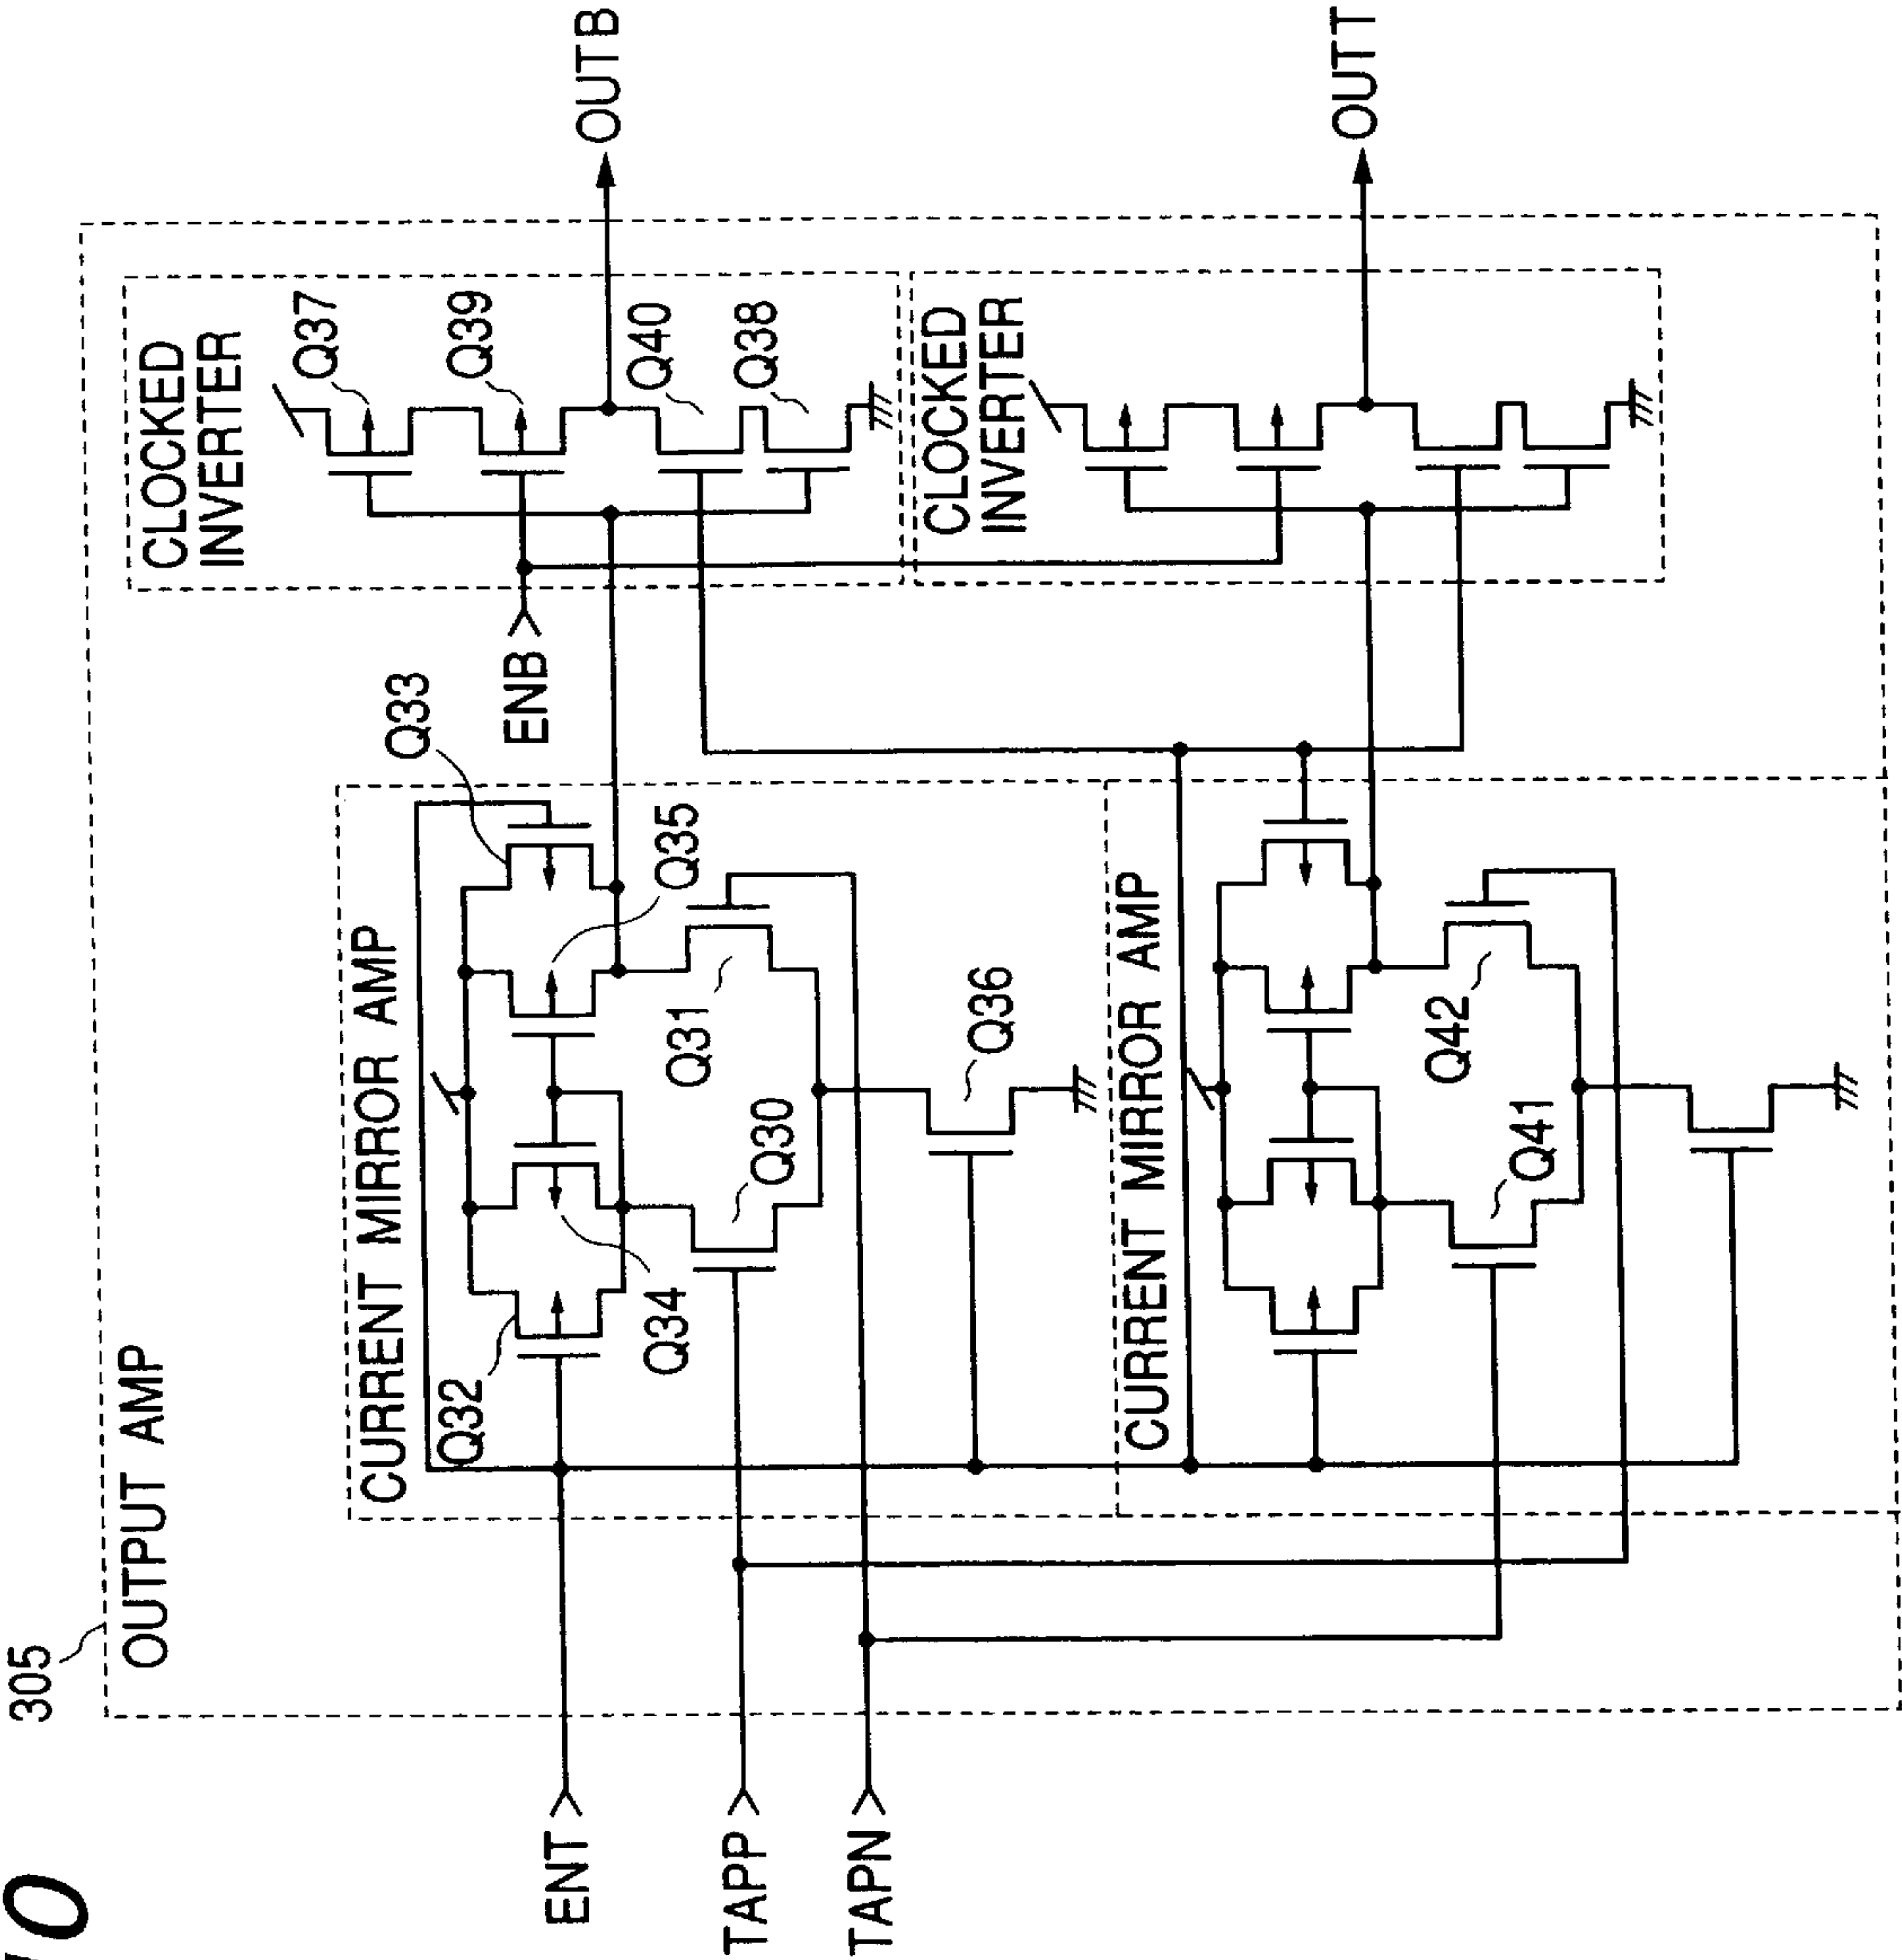 305
OUTPUT AMP
CURRENT MIRROR AMP
Q32
Q34
Q33
Q35
Q30
Q31
Q36
CURRENT MIRROR AMP
Q41
Q42
CLOCKED
INVERTER
Q37
Q39
Q40
Q38
CLOCKED
INVERTER
ENT
TAPP
TAPN
ENB
OUTB
OUTT